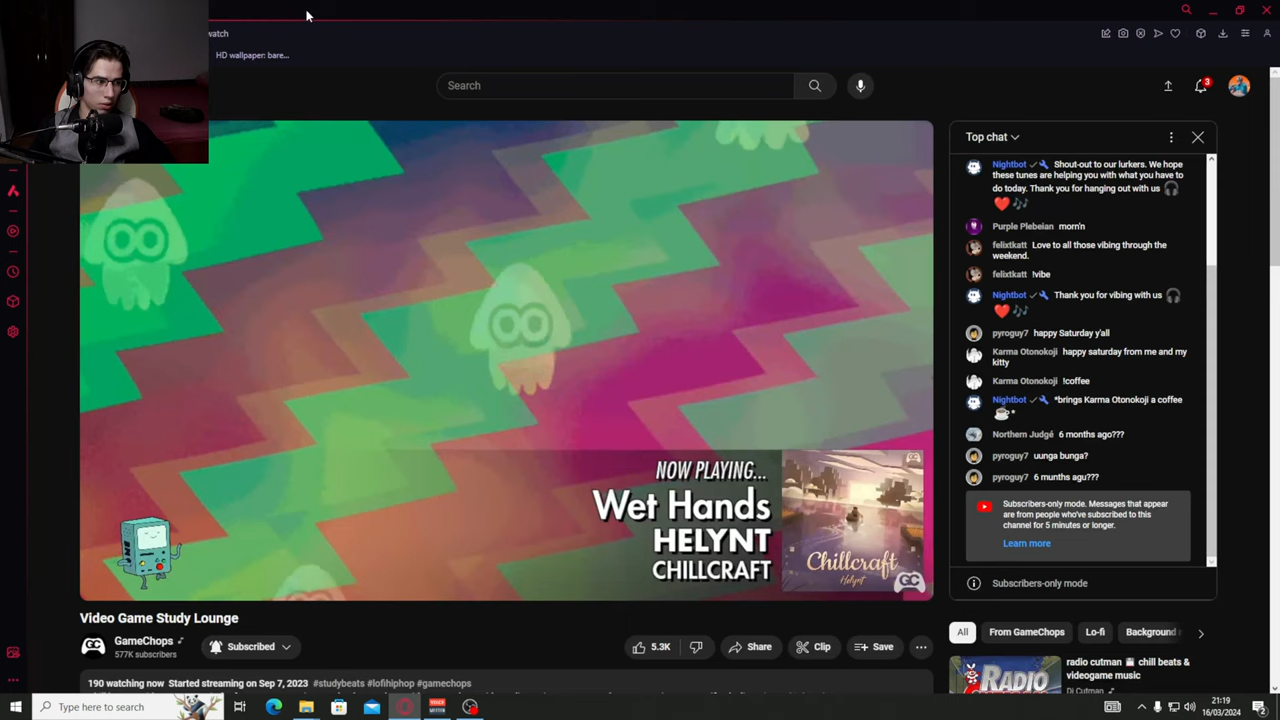 watch
HD wallpaper: bare...
Search
3
Top chat
Nightbot Shout-out to our lurkers. We hope
these tunes are helping you with what you have to
do today. Thank you for hanging out with us
Purple Plebeian morn'n
felixtkatt Love to all those vibing through the
weekend.
felixtkatt !vibe
Nightbot Thank you for vibing with us
pyroguy7 happy Saturday y'all
Karma Otonokoji happy saturday from me and my
kitty
Karma Otonokoji !coffee
Nightbot *brings Karma Otonokoji a coffee
*
Northern Judgé 6 months ago???
pyroguy7 uunga bunga?
pyroguy7 6 munths agu???
Subscribers-only mode. Messages that appear
are from people who've subscribed to this
channel for 5 minutes or longer.
Learn more
Subscribers-only mode
NOW PLAYING...
Wet Hands
HELYNT
CHILLCRAFT
Chillcraft
Helynt
GC
Video Game Study Lounge
GameChops
577K subscribers
Subscribed
5.3K
Share
Clip
Save
All
From GameChops
Lo-fi
Background
190 watching now Started streaming on Sep 7, 2023 #studybeats #lofihiphop #gamechops
RADIO
radio cutman chill beats &
videogame music
Dj Cutman
Type here to search
21:19
16/03/2024
2